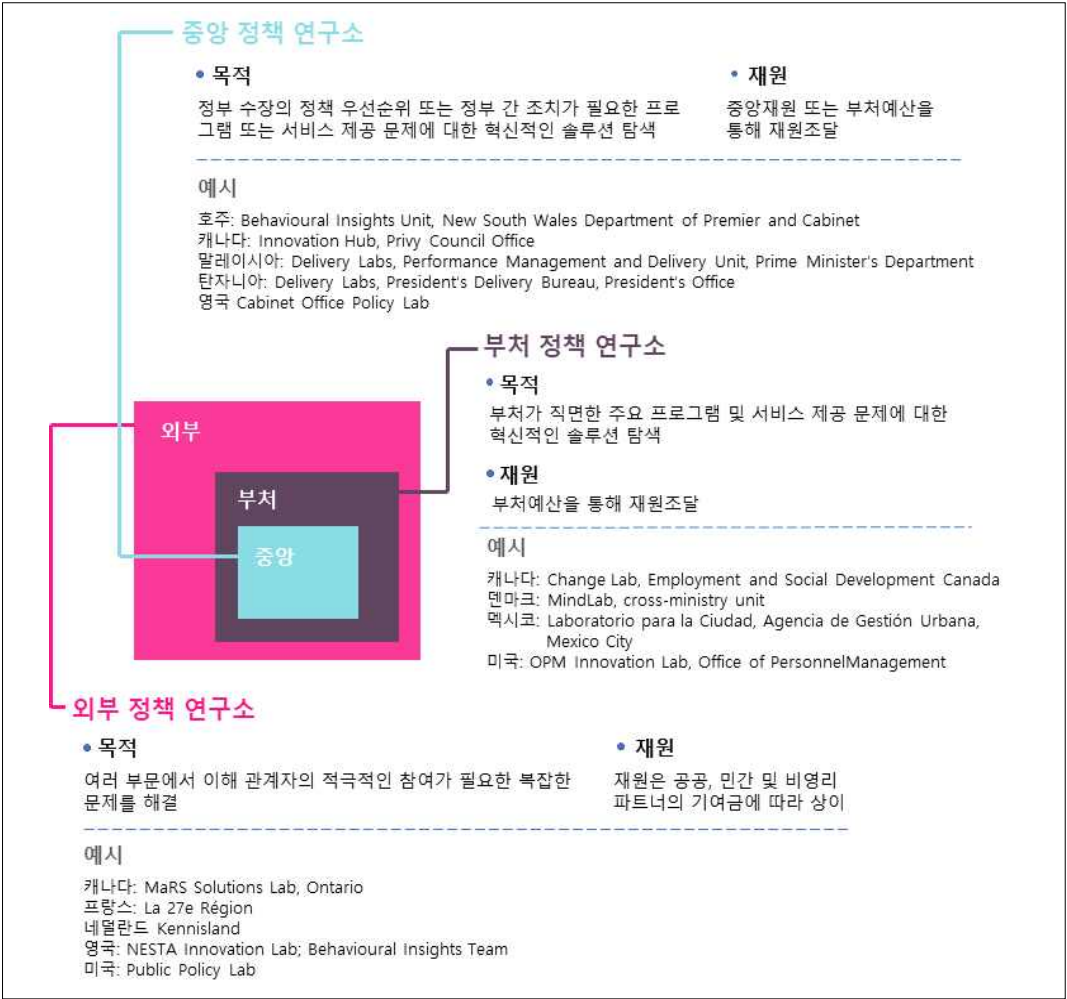 중앙 정책 연구소
• 목적
정부 수장의 정책 우선순위 또는 정부 간 조치가 필요한 프로
그램 또는 서비스 제공 문제에 대한 혁신적인 솔루션 탐색
• 재원
중앙재원 또는 부처예산을
통해 재원조달
예시
호주: Behavioural Insights Unit, New South Wales Department of Premier and Cabinet
캐나다: Innovation Hub, Privy Council Office
말레이시아: Delivery Labs, Performance Management and Delivery Unit, Prime Minister's Department
탄자니아: Delivery Labs, President's Delivery Bureau, President's Office
영국 Cabinet Office Policy Lab
부처 정책 연구소
• 목적
부처가 직면한 주요 프로그램 및 서비스 제공 문제에 대한
혁신적인 솔루션 탐색
• 재원
부처예산을 통해 재원조달
예시
캐나다: Change Lab, Employment and Social Development Canada
덴마크: MindLab, cross-ministry unit
멕시코: Laboratorio para la Ciudad, Agencia de Gestión Urbana,
Mexico City
미국: OPM Innovation Lab, Office of PersonnelManagement
외부
부처
중앙
외부 정책 연구소
• 목적
여러 부문에서 이해 관계자의 적극적인 참여가 필요한 복잡한
문제를 해결
• 재원
재원은 공공, 민간 및 비영리
파트너의 기여금에 따라 상이
예시
캐나다: MaRS Solutions Lab, Ontario
프랑스: La 27e Région
네덜란드 Kennisland
영국: NESTA Innovation Lab; Behavioural Insights Team
미국: Public Policy Lab